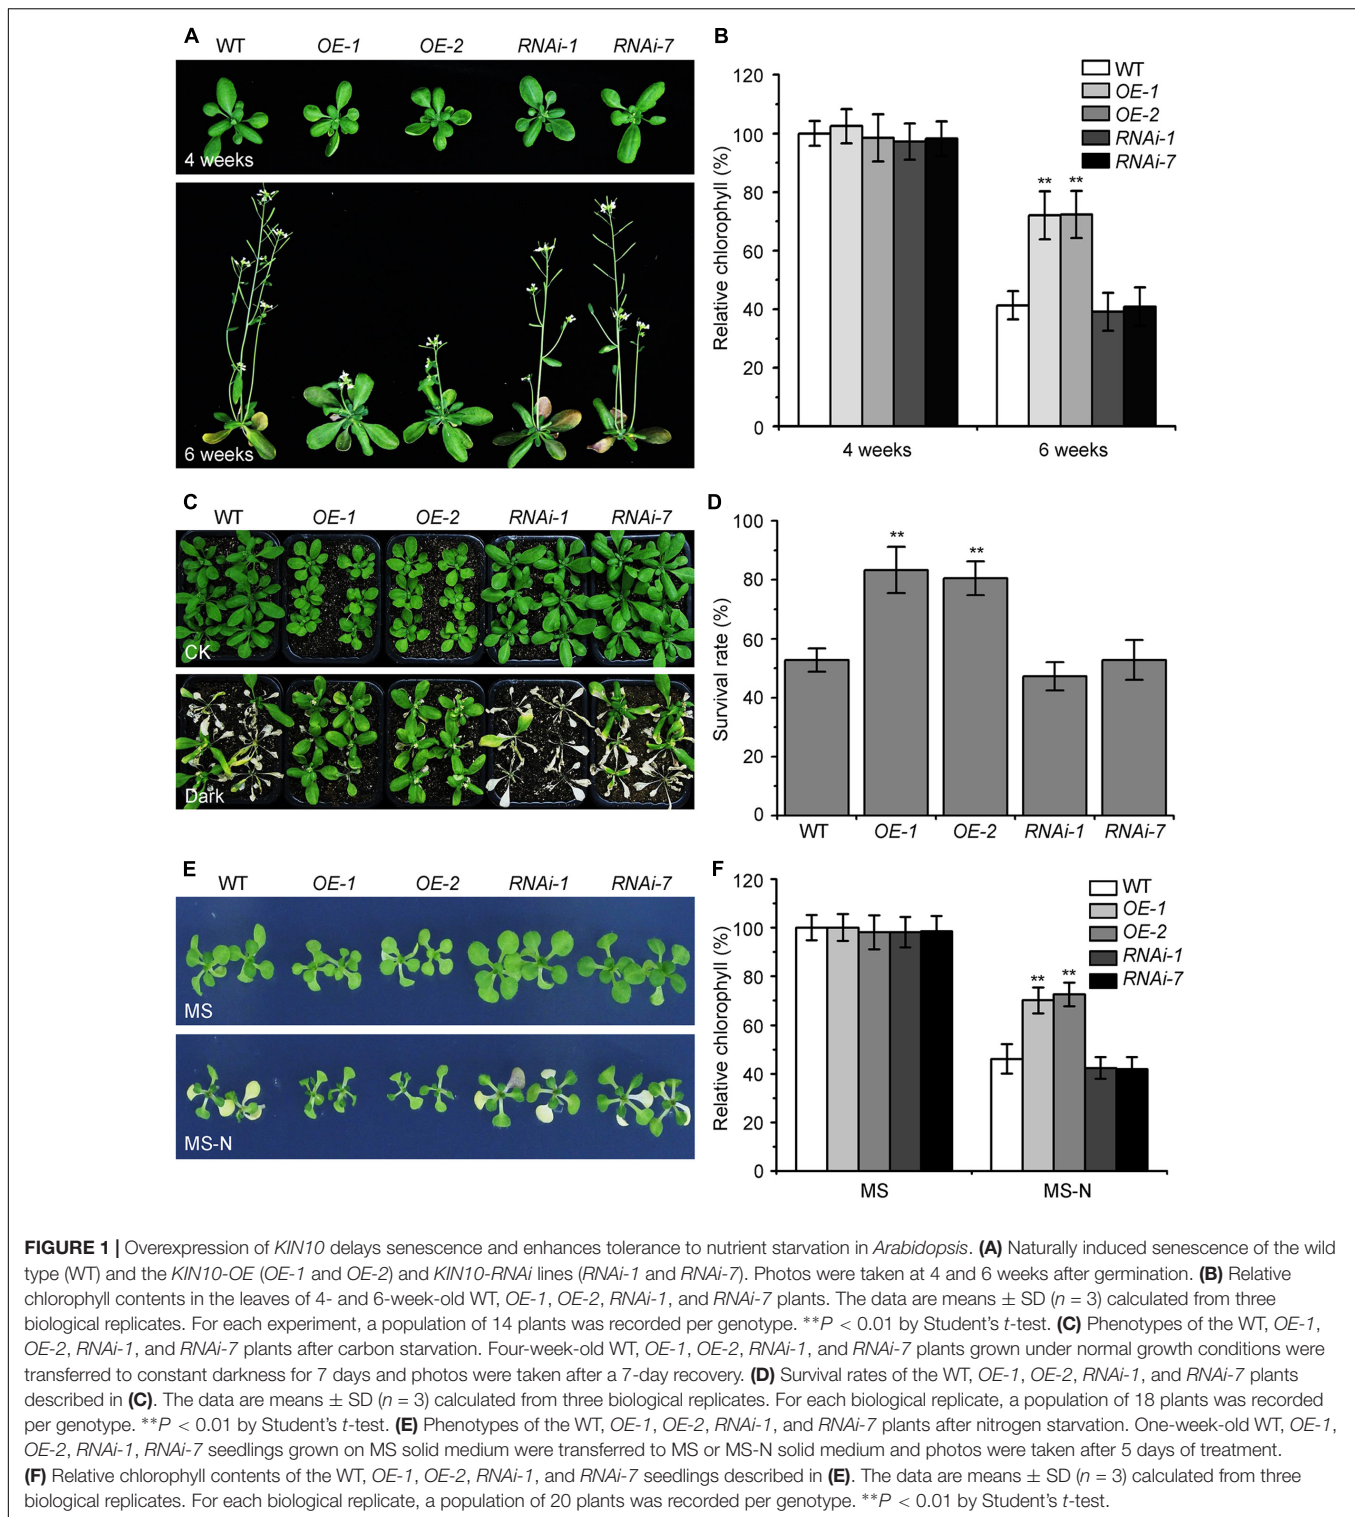 A
WT OE-1 OE-2 RNAi-1 RNAi-7
4 weeks
6 weeks
B
120
100
80
60
40
20
0
Relative chlorophyll (%)
WT
OE-1
OE-2
RNAi-1
RNAi-7
** **
4 weeks 6 weeks
C
WT OE-1 OE-2 RNAi-1 RNAi-7
CK
Dark
D
100
80
60
40
20
0
Survival rate (%)
** **
WT OE-1 OE-2 RNAi-1 RNAi-7
E
WT OE-1 OE-2 RNAi-1 RNAi-7
MS
MS-N
F
120
100
80
60
40
20
0
Relative chlorophyll (%)
WT
OE-1
OE-2
RNAi-1
RNAi-7
** **
MS MS-N
FIGURE 1 | Overexpression of KIN10 delays senescence and enhances tolerance to nutrient starvation in Arabidopsis. (A) Naturally induced senescence of the wild
type (WT) and the KIN10-OE (OE-1 and OE-2) and KIN10-RNAi lines (RNAi-1 and RNAi-7). Photos were taken at 4 and 6 weeks after germination. (B) Relative
chlorophyll contents in the leaves of 4- and 6-week-old WT, OE-1, OE-2, RNAi-1, and RNAi-7 plants. The data are means ± SD (n = 3) calculated from three
biological replicates. For each experiment, a population of 14 plants was recorded per genotype. **P < 0.01 by Student's t-test. (C) Phenotypes of the WT, OE-1,
OE-2, RNAi-1, and RNAi-7 plants after carbon starvation. Four-week-old WT, OE-1, OE-2, RNAi-1, and RNAi-7 plants grown under normal growth conditions were
transferred to constant darkness for 7 days and photos were taken after a 7-day recovery. (D) Survival rates of the WT, OE-1, OE-2, RNAi-1, and RNAi-7 plants
described in (C). The data are means ± SD (n = 3) calculated from three biological replicates. For each biological replicate, a population of 18 plants was recorded
per genotype. **P < 0.01 by Student's t-test. (E) Phenotypes of the WT, OE-1, OE-2, RNAi-1, and RNAi-7 plants after nitrogen starvation. One-week-old WT, OE-1,
OE-2, RNAi-1, RNAi-7 seedlings grown on MS solid medium were transferred to MS or MS-N solid medium and photos were taken after 5 days of treatment.
(F) Relative chlorophyll contents of the WT, OE-1, OE-2, RNAi-1, and RNAi-7 seedlings described in (E). The data are means ± SD (n = 3) calculated from three
biological replicates. For each biological replicate, a population of 20 plants was recorded per genotype. **P < 0.01 by Student's t-test.